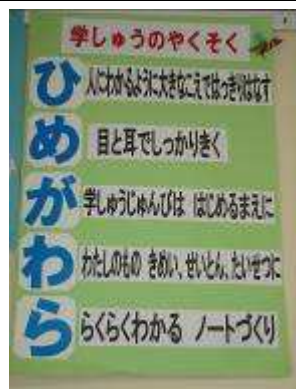 学しゅうのやくそく
ひ 人にわかるように大きなこえではっきりはなす
め 目と耳でしっかりきく
が 学しゅうじゅんびは はじめるまえに
わ わたしのもの きめい、せいとん、たいせつに
ら らくらくわかる ノートづくり